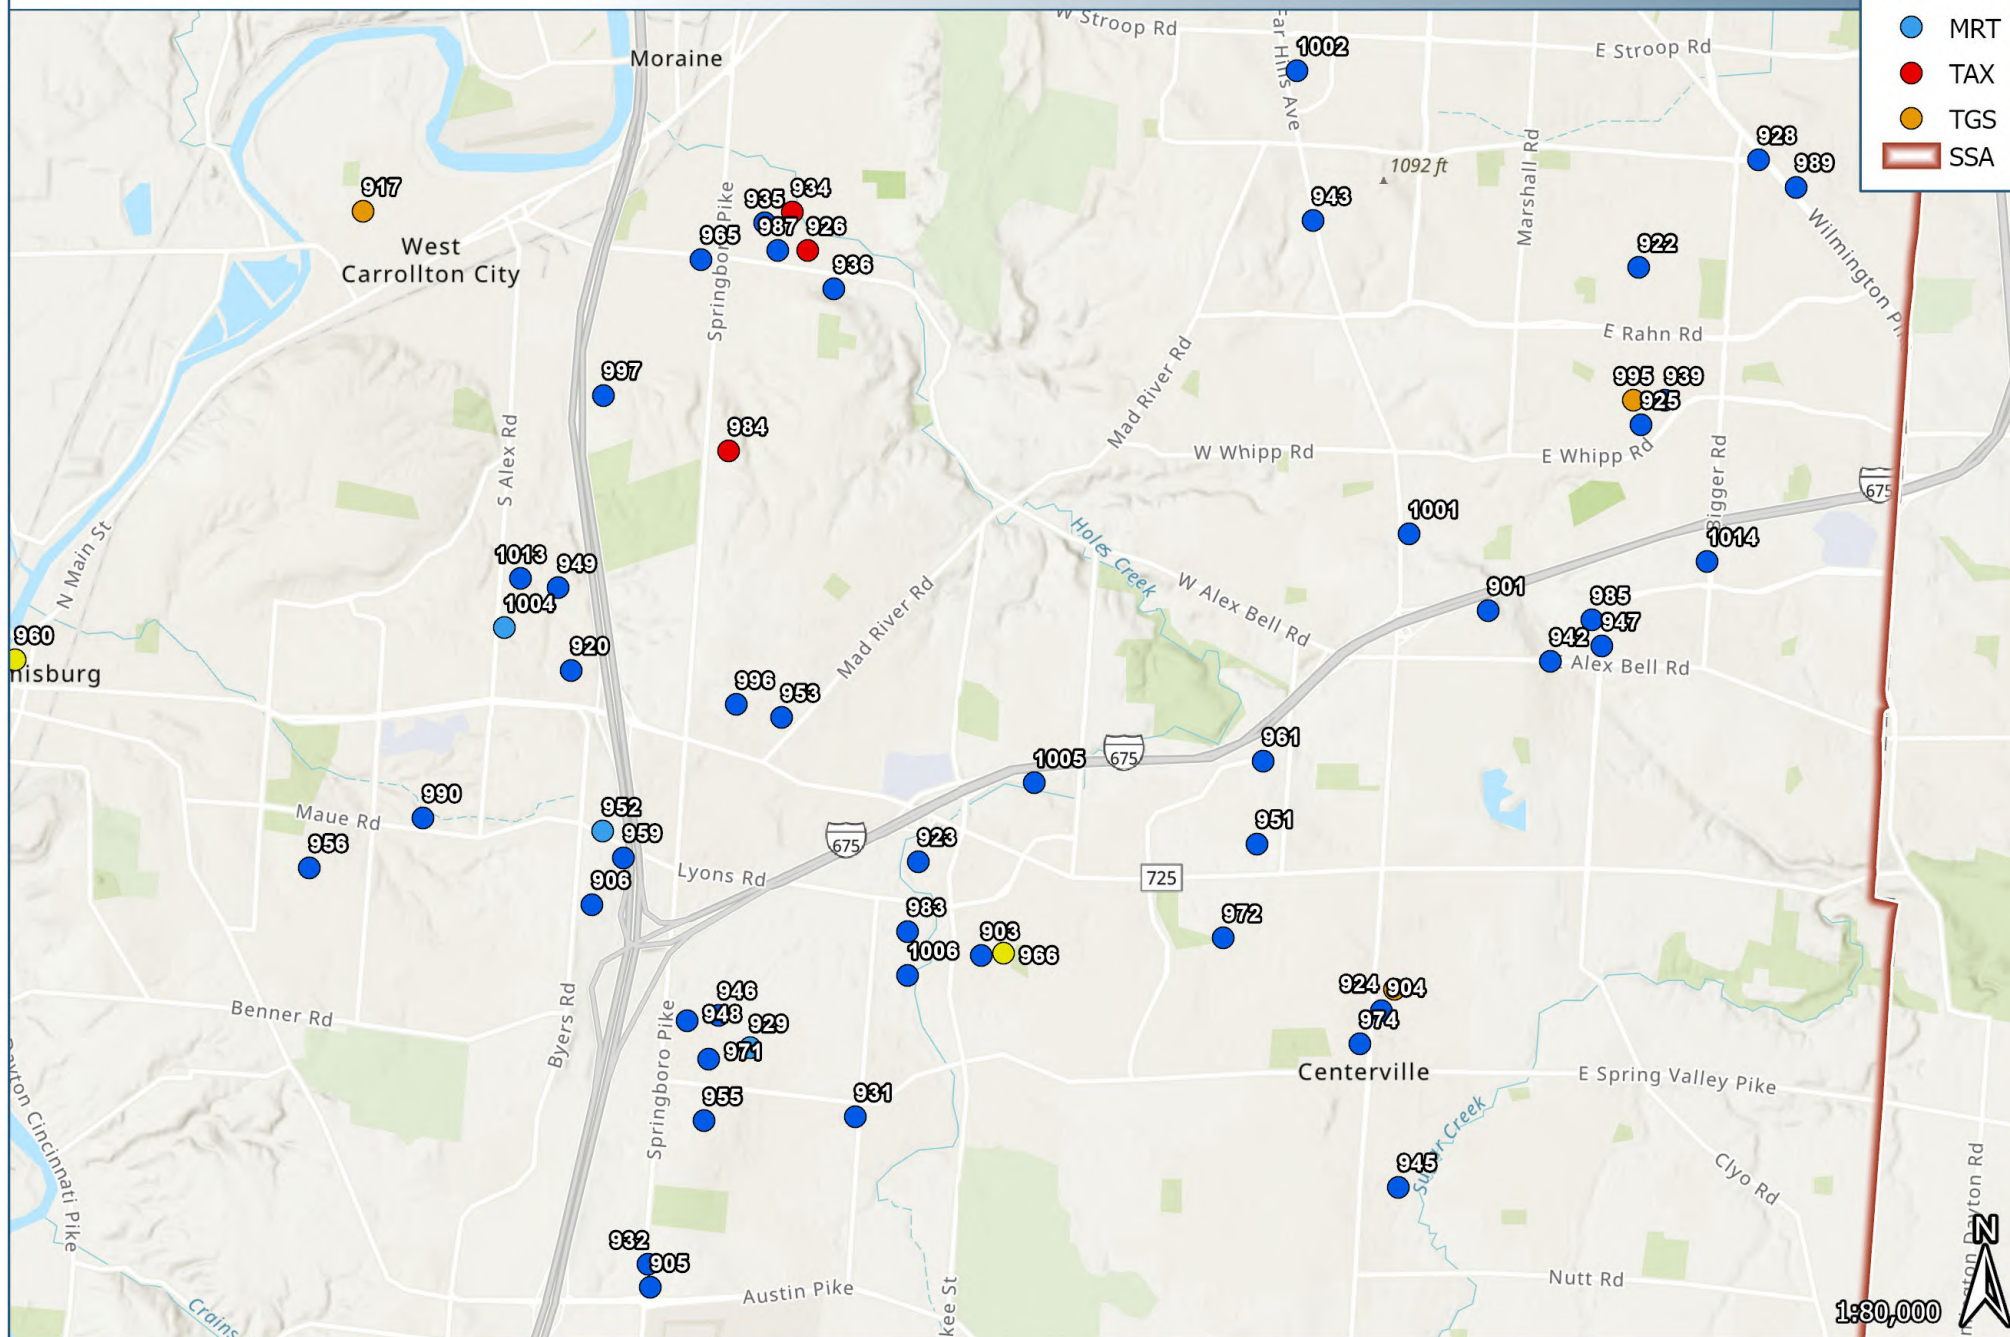 MRT
TAX
TGS
SSA
W Stroop Rd
E Stroop Rd
Moraine
1002
Far Hills Ave
928
989
1092 ft
Marshall Rd
917
934
935
943
987
926
965
West
Carrollton City
936
922
Springboro Pike
Wilmington
E Rahn Rd
997
995
939
925
984
Mad River Rd
W Whipp Rd
E Whipp Rd
S Alex Rd
Bigger Rd
675
1001
1014
Holes Creek
N Main St
1013
949
1004
W Alex Bell Rd
901
985
947
942
Alex Bell Rd
960
misburg
920
Mad River Rd
996
953
961
1005
675
990
952
Maue Rd
959
956
675
923
951
Lyons Rd
906
725
983
903
966
1006
972
946
948
929
971
924
904
974
Benner Rd
Byers Rd
Springboro Pike
Centerville
E Spring Valley Pike
955
931
Dayton Cincinnati Pike
Sugar Creek
945
Clyo Rd
932
905
Austin Pike
Nutt Rd
kee St
Crains
Dayton Rd
N
1:80,000